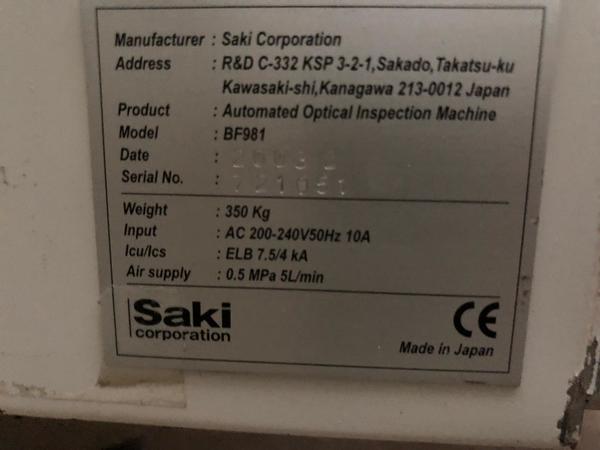 Manufacturer : Saki Corporation
Address : R&D C-332 KSP 3-2-1,Sakado,Takatsu-ku
Kawasaki-shi,Kanagawa 213-0012 Japan
Product : Automated Optical Inspection Machine
Model : BF981
Date :
Serial No. :
Weight : 350 Kg
Input : AC 200-240V50Hz 10A
Icu/Ics : ELB 7.5/4 kA
Air supply : 0.5 MPa 5L/min
Saki
corporation
CE
Made in Japan